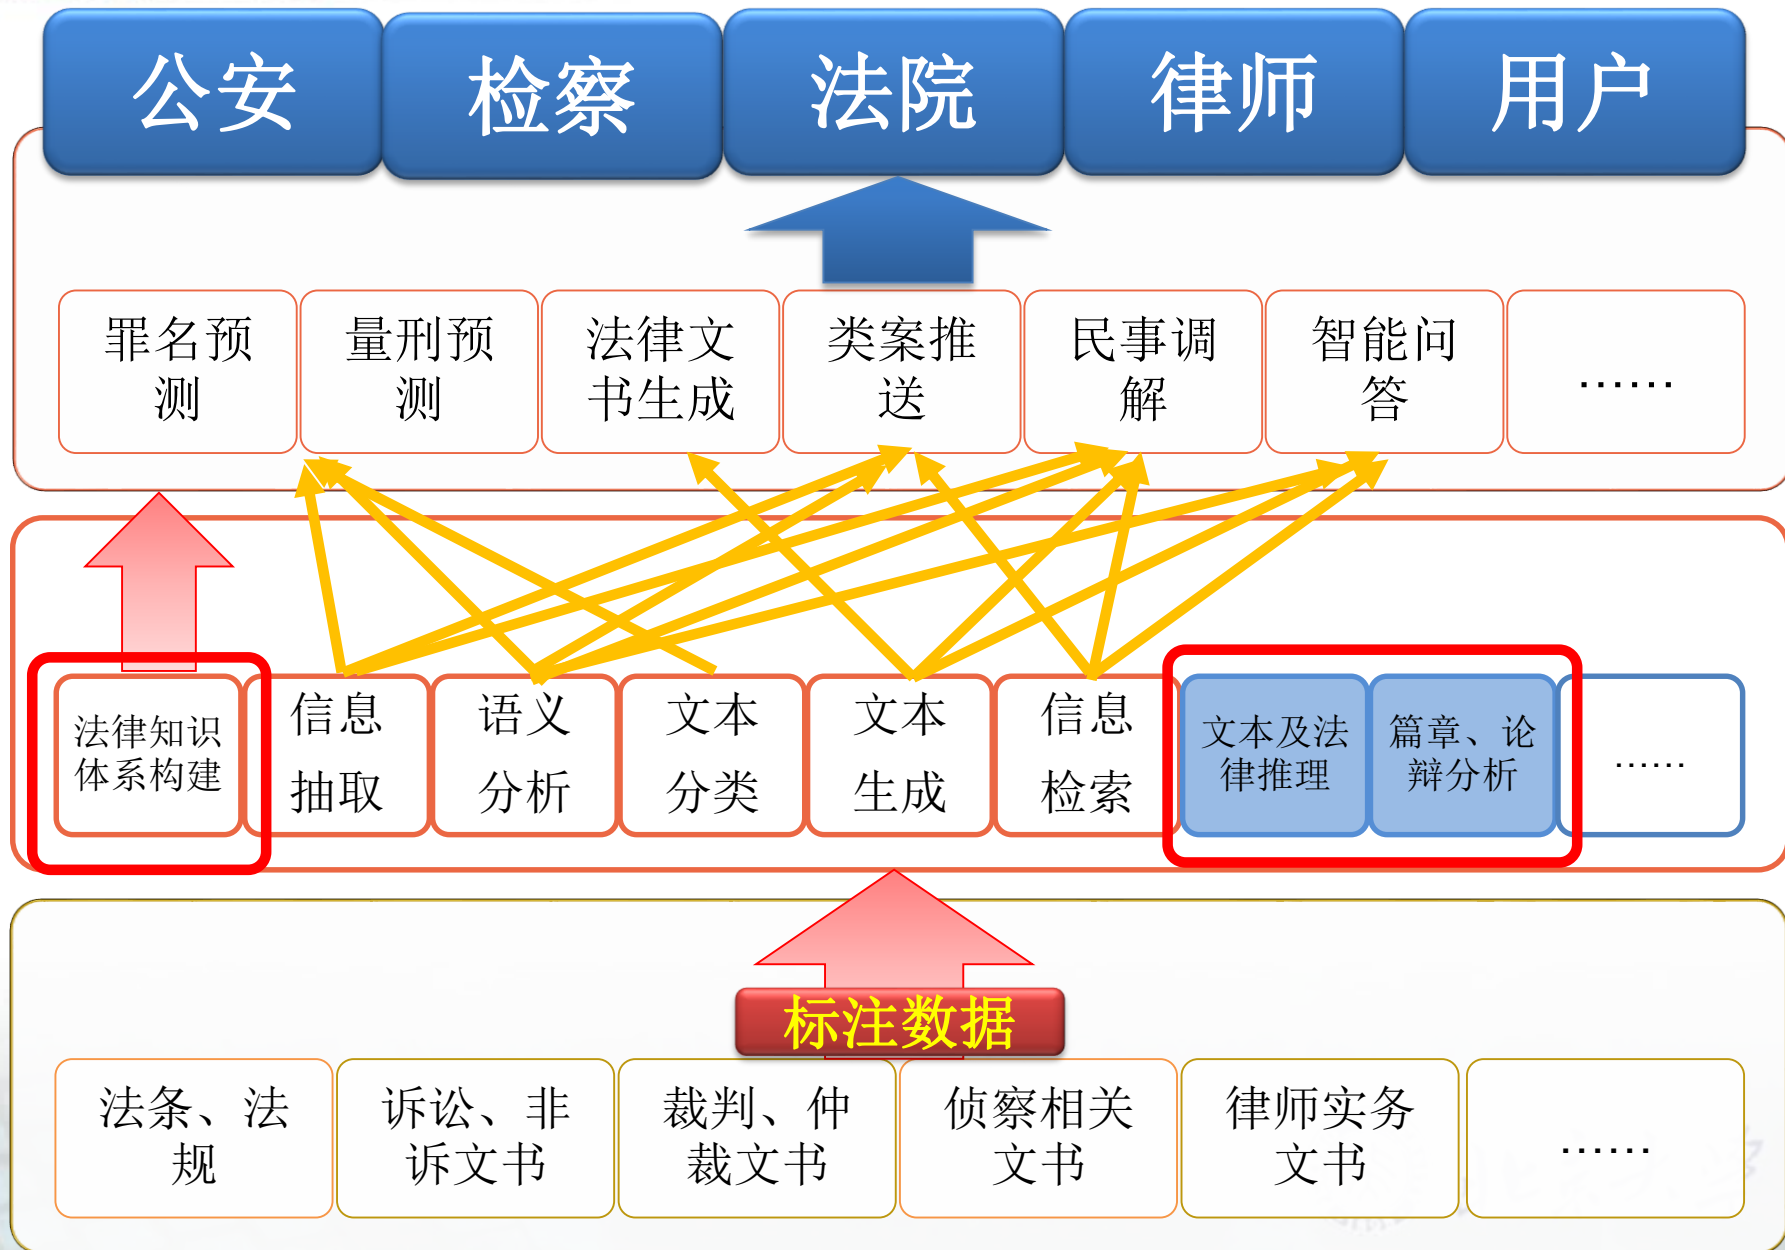 公安
检察
法院
律师
用户
罪名预
测
量刑预
测
法律文
书生成
类案推
送
民事调
解
智能问
答
……
法律知识
体系构建
信息
抽取
语义
分析
文本
分类
文本
生成
信息
检索
文本及法
律推理
篇章、论
辩分析
……
标注数据
法条、法
规
诉讼、非
诉文书
裁判、仲
裁文书
侦察相关
文书
律师实务
文书
……